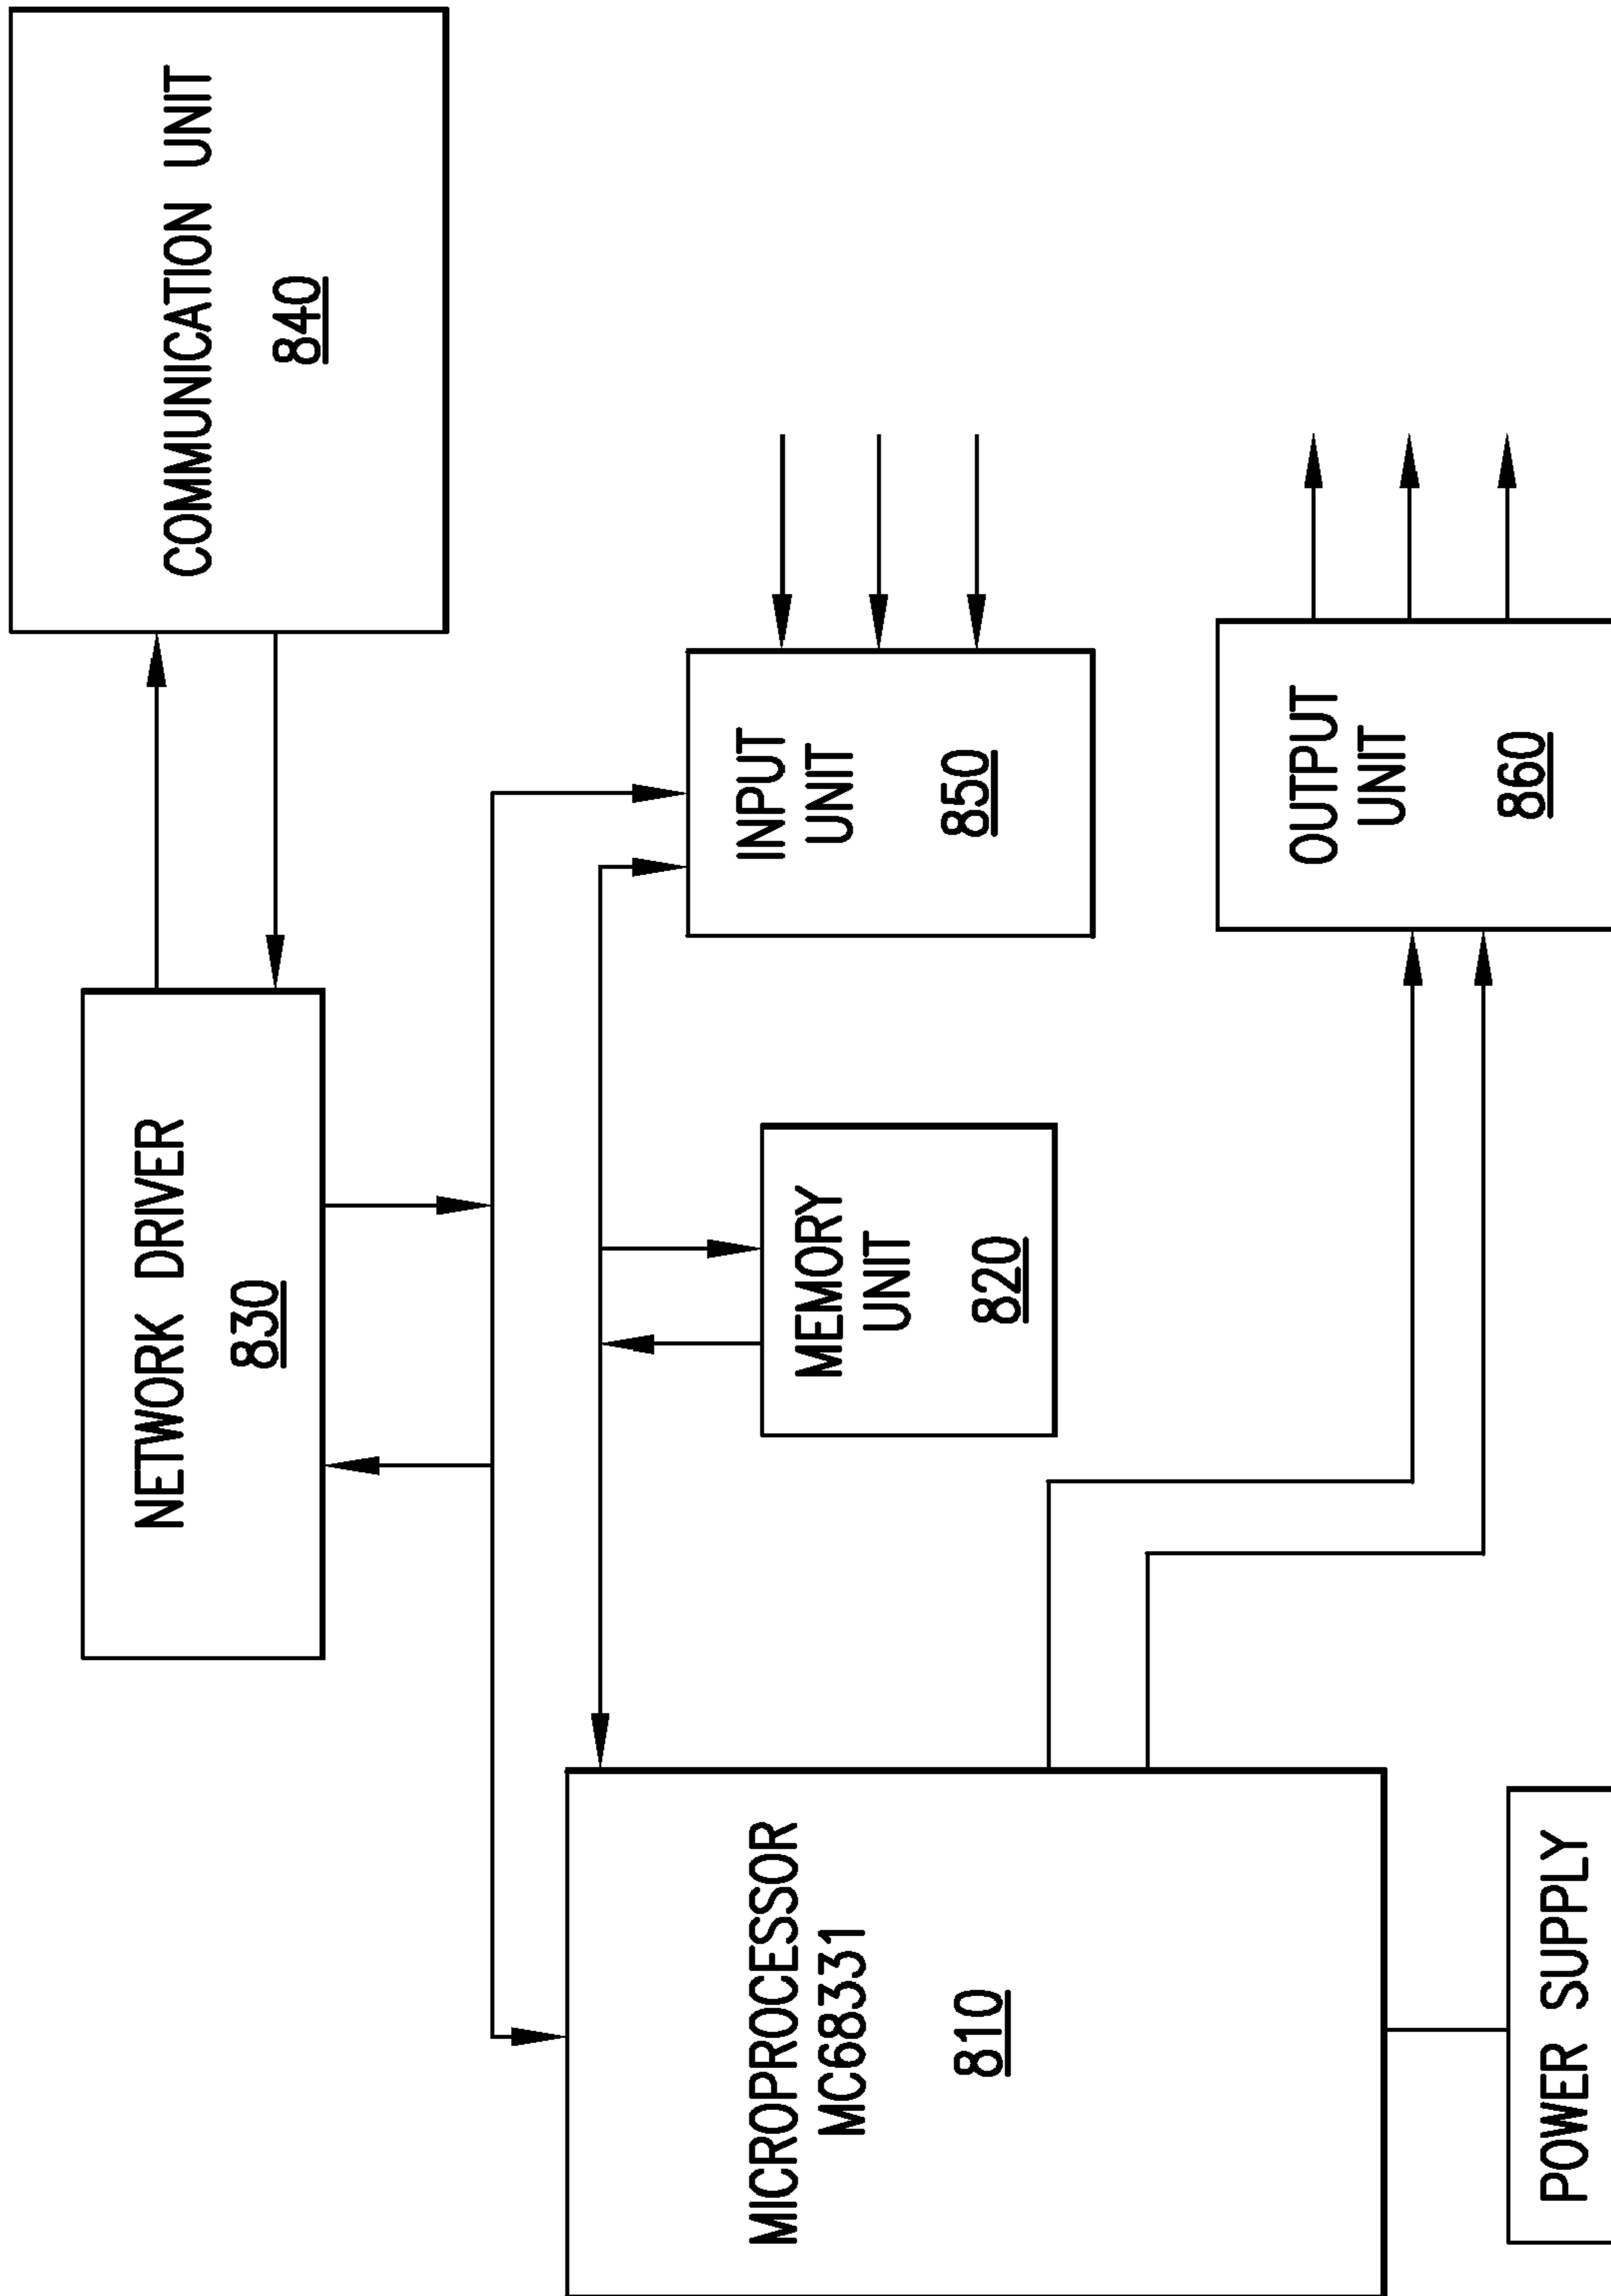 COMMUNICATION UNIT
840
NETWORK DRIVER
830
INPUT
UNIT
850
MEMORY
UNIT
820
MICROPROCESSOR
MC68331
810
OUTPUT
UNIT
860
POWER SUPPLY